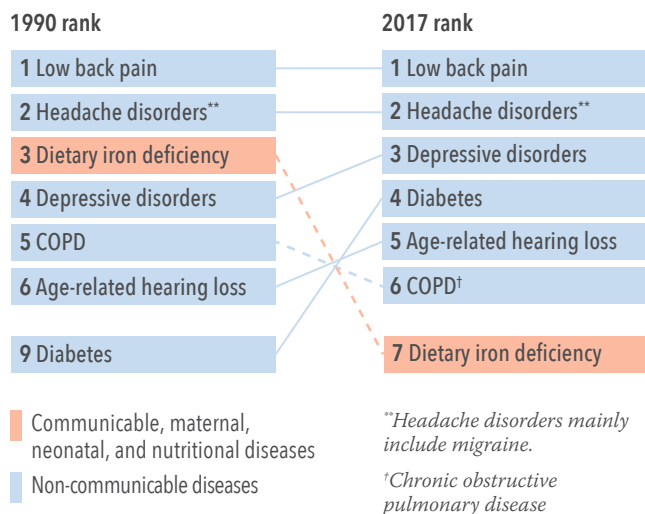 1990 rank
1 Low back pain
2 Headache disorders**
3 Dietary iron deficiency
4 Depressive disorders
5 COPD
6 Age-related hearing loss
9 Diabetes
2017 rank
1 Low back pain
2 Headache disorders**
3 Depressive disorders
4 Diabetes
5 Age-related hearing loss
6 COPD†
7 Dietary iron deficiency
Communicable, maternal,
neonatal, and nutritional diseases
Non-communicable diseases
**Headache disorders mainly
include migraine.
†Chronic obstructive
pulmonary disease